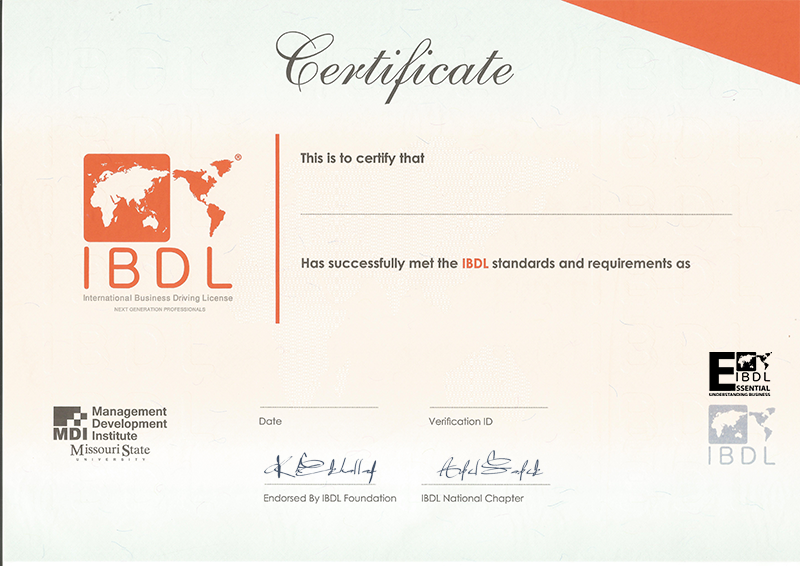 Certificate
This is to certify that
®
IBDL
International Business Driving License
NEXT GENERATION PROFESSIONALS
Has successfully met the IBDL standards and requirements as
E IBDL
ESSENTIAL
UNDERSTANDING BUSINESS
IBDL
MDI
Management
Development
Institute
Missouri State
UNIVERSITY
Date
Verification ID
Endorsed By IBDL Foundation
IBDL National Chapter